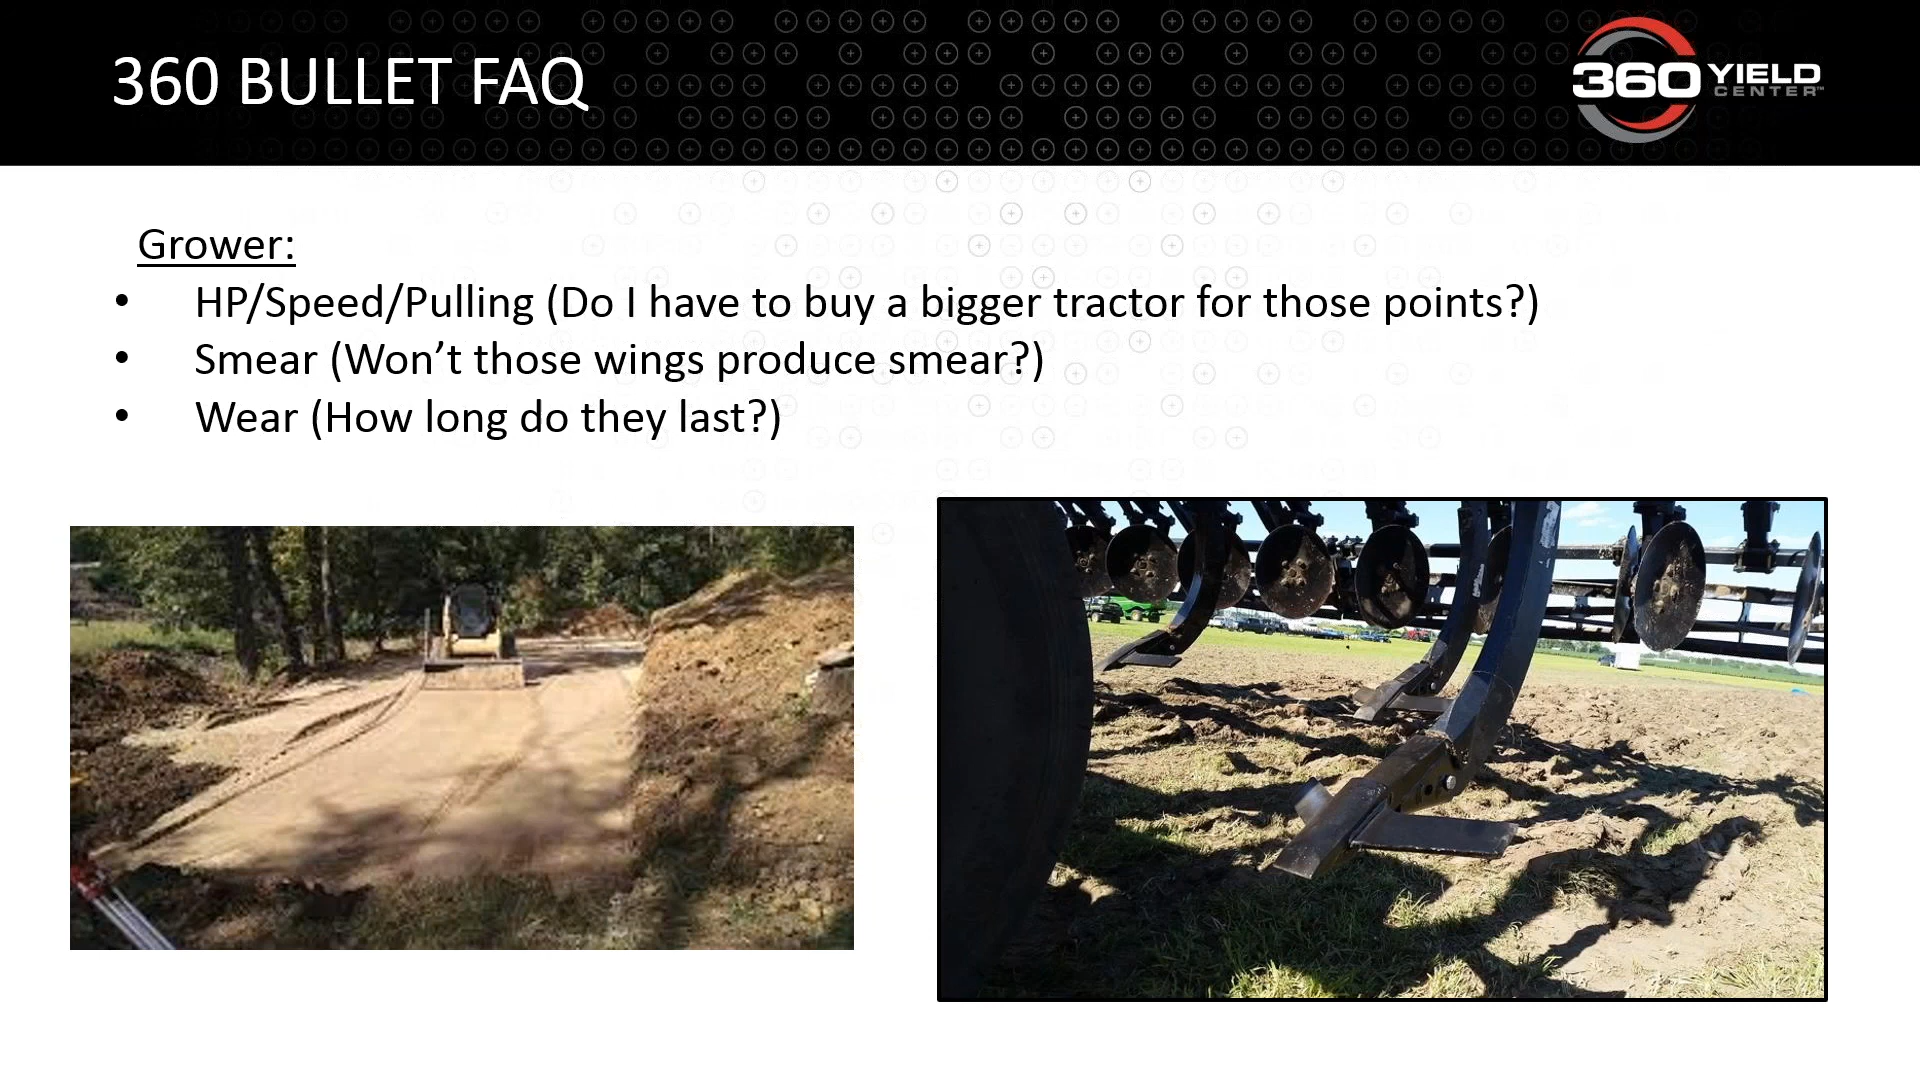 360 BULLET FAQ
360 YIELD
CENTER™
Grower:
• HP/Speed/Pulling (Do I have to buy a bigger tractor for those points?)
• Smear (Won’t those wings produce smear?)
• Wear (How long do they last?)